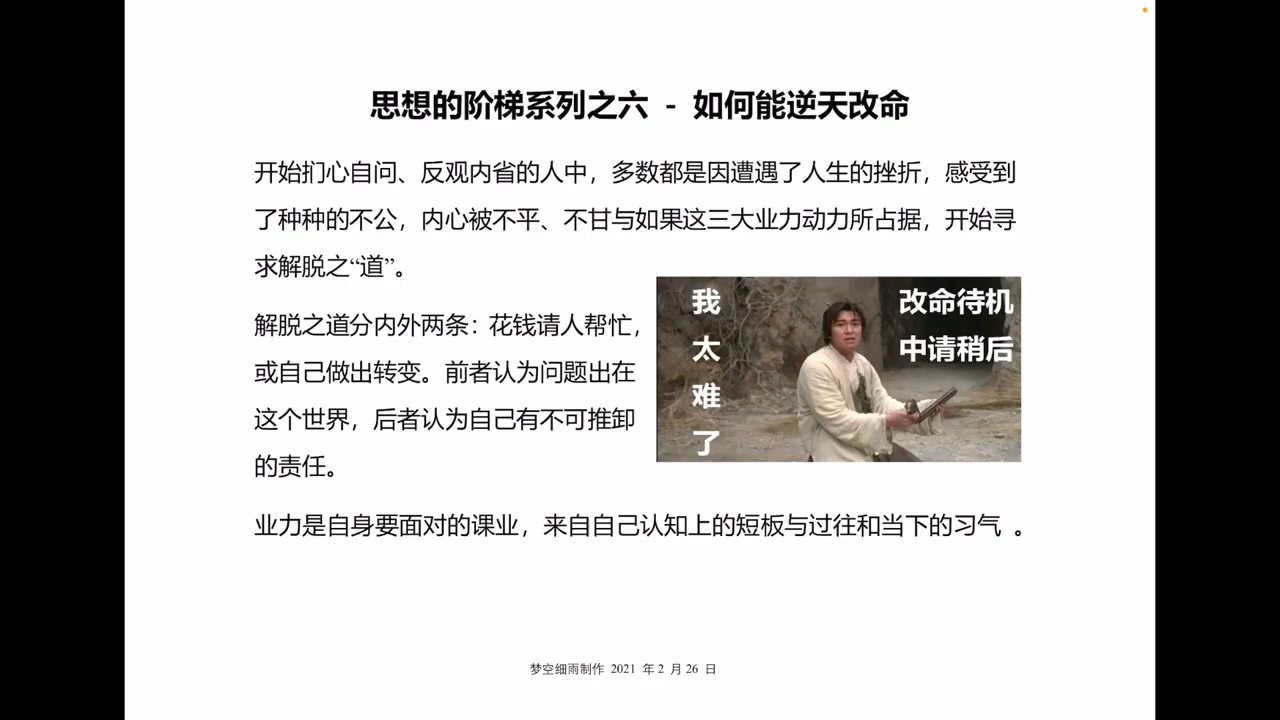 思想的阶梯系列之六 - 如何能逆天改命
开始扪心自问、反观内省的人中，多数都是因遭遇了人生的挫折，感受到
了种种的不公，内心被不平、不甘与如果这三大业力动力所占据，开始寻
求解脱之“道”。
解脱之道分内外两条：花钱请人帮忙，
或自己做出转变。前者认为问题出在
这个世界，后者认为自己有不可推卸
的责任。
我太难了
改命待机
中请稍后
业力是自身要面对的课业，来自自己认知上的短板与过往和当下的习气 。
梦空细雨制作 2021 年 2 月 26 日